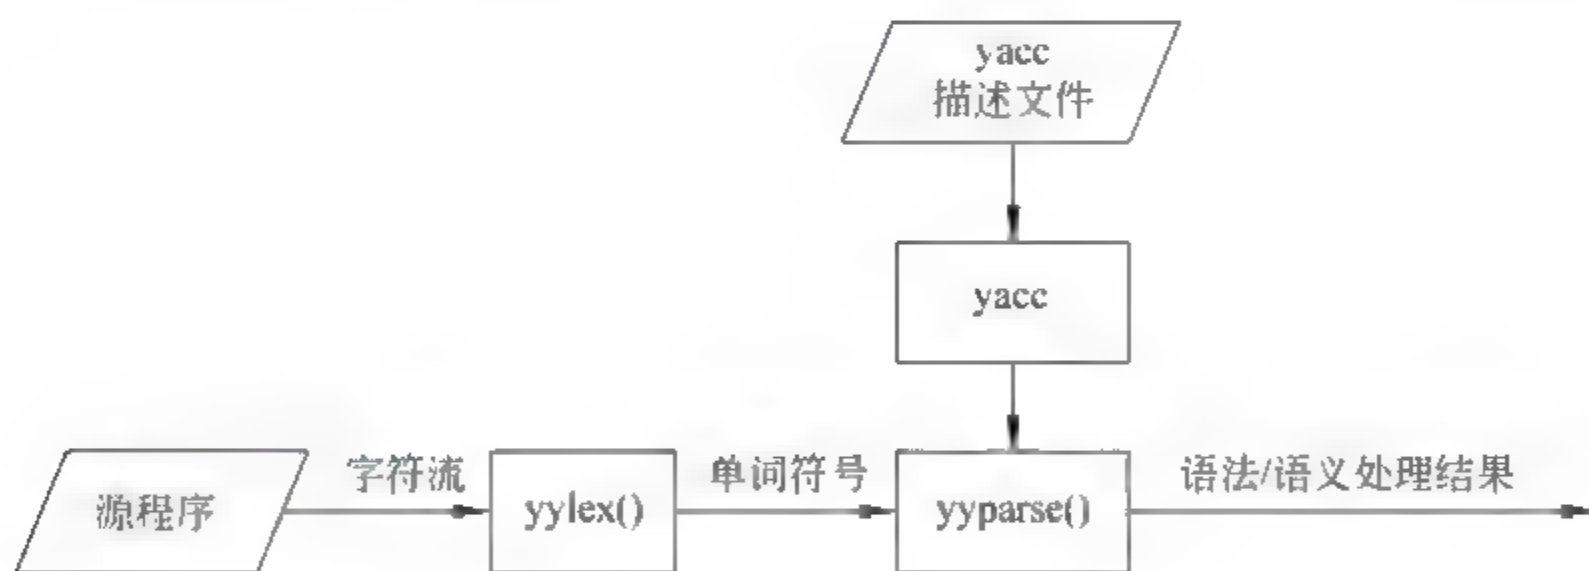 yacc
描述文件
yacc
源程序
字符流
yylex()
单词符号
yyparse()
语法/语义处理结果